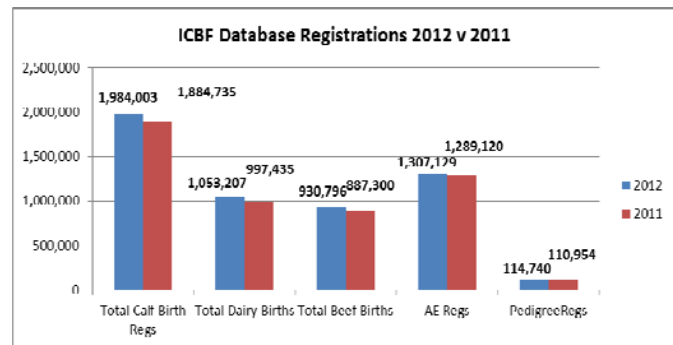 ICBF Database Registrations 2012 v 2011
2,500,000
2,000,000
1,500,000
1,000,000
500,000
0
1,984,003
1,884,735
1,053,207
997,435
930,796
887,300
1,307,129
1,289,120
114,740
110,954
2012
2011
Total Calf Birth
Regs
Total Dairy Births
Total Beef Births
AE Regs
PedigreeRegs